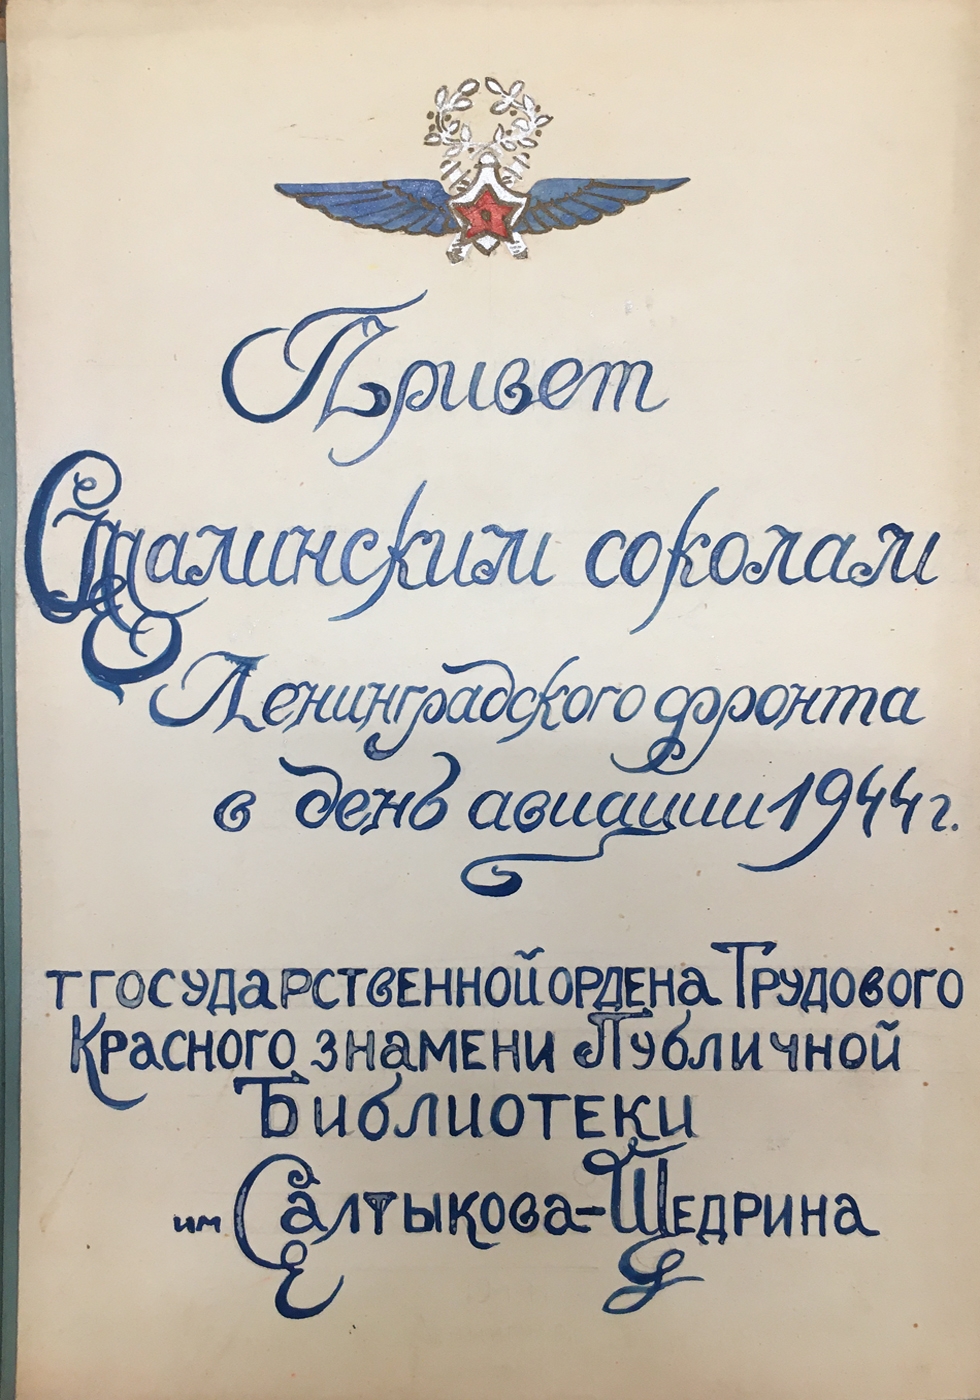 Привет
Сталинским соколам
Ленинградского фронта
в день авиации 1944 г.
т Государственной ордена Трудового
Красного знамени Публичной
Библиотеки
им Салтыкова-Щедрина